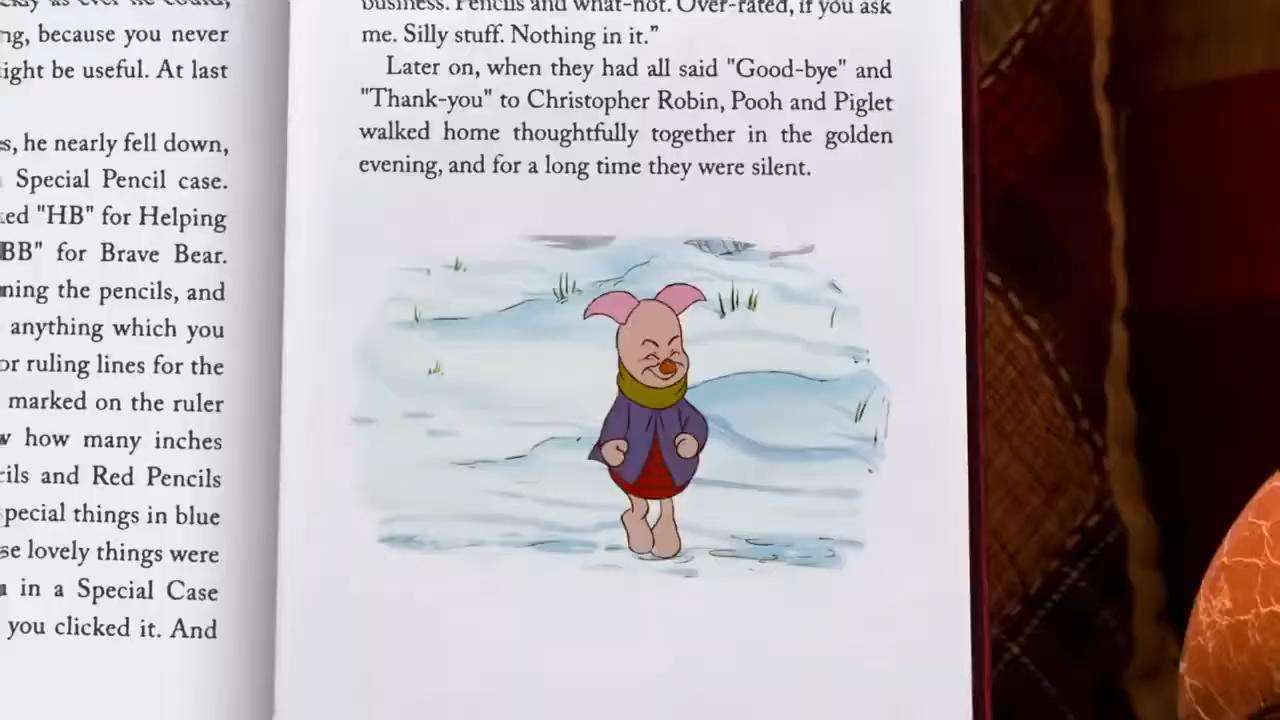 ng, because you never
ight be useful. At last
s, he nearly fell down,
Special Pencil case.
ked "HB" for Helping
BB" for Brave Bear.
ning the pencils, and
anything which you
or ruling lines for the
marked on the ruler
w how many inches
cils and Red Pencils
pecial things in blue
se lovely things were
in a Special Case
you clicked it. And
business. Pencils and what-not. Over-rated, if you ask
me. Silly stuff. Nothing in it.”
Later on, when they had all said "Good-bye" and
"Thank-you" to Christopher Robin, Pooh and Piglet
walked home thoughtfully together in the golden
evening, and for a long time they were silent.